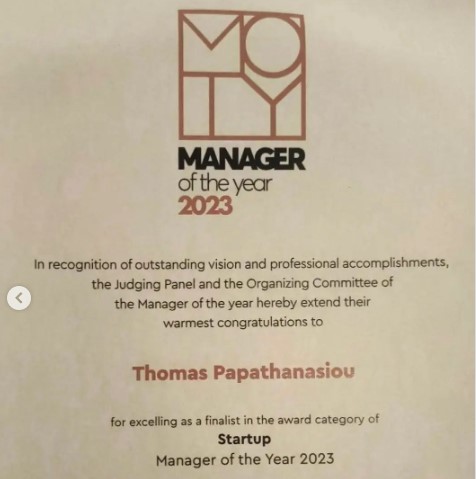 MOTY
MANAGER
of the year
2023
In recognition of outstanding vision and professional accomplishments,
the Judging Panel and the Organizing Committee of
the Manager of the year hereby extend their
warmest congratulations to
Thomas Papathanasiou
for excelling as a finalist in the award category of
Startup
Manager of the Year 2023